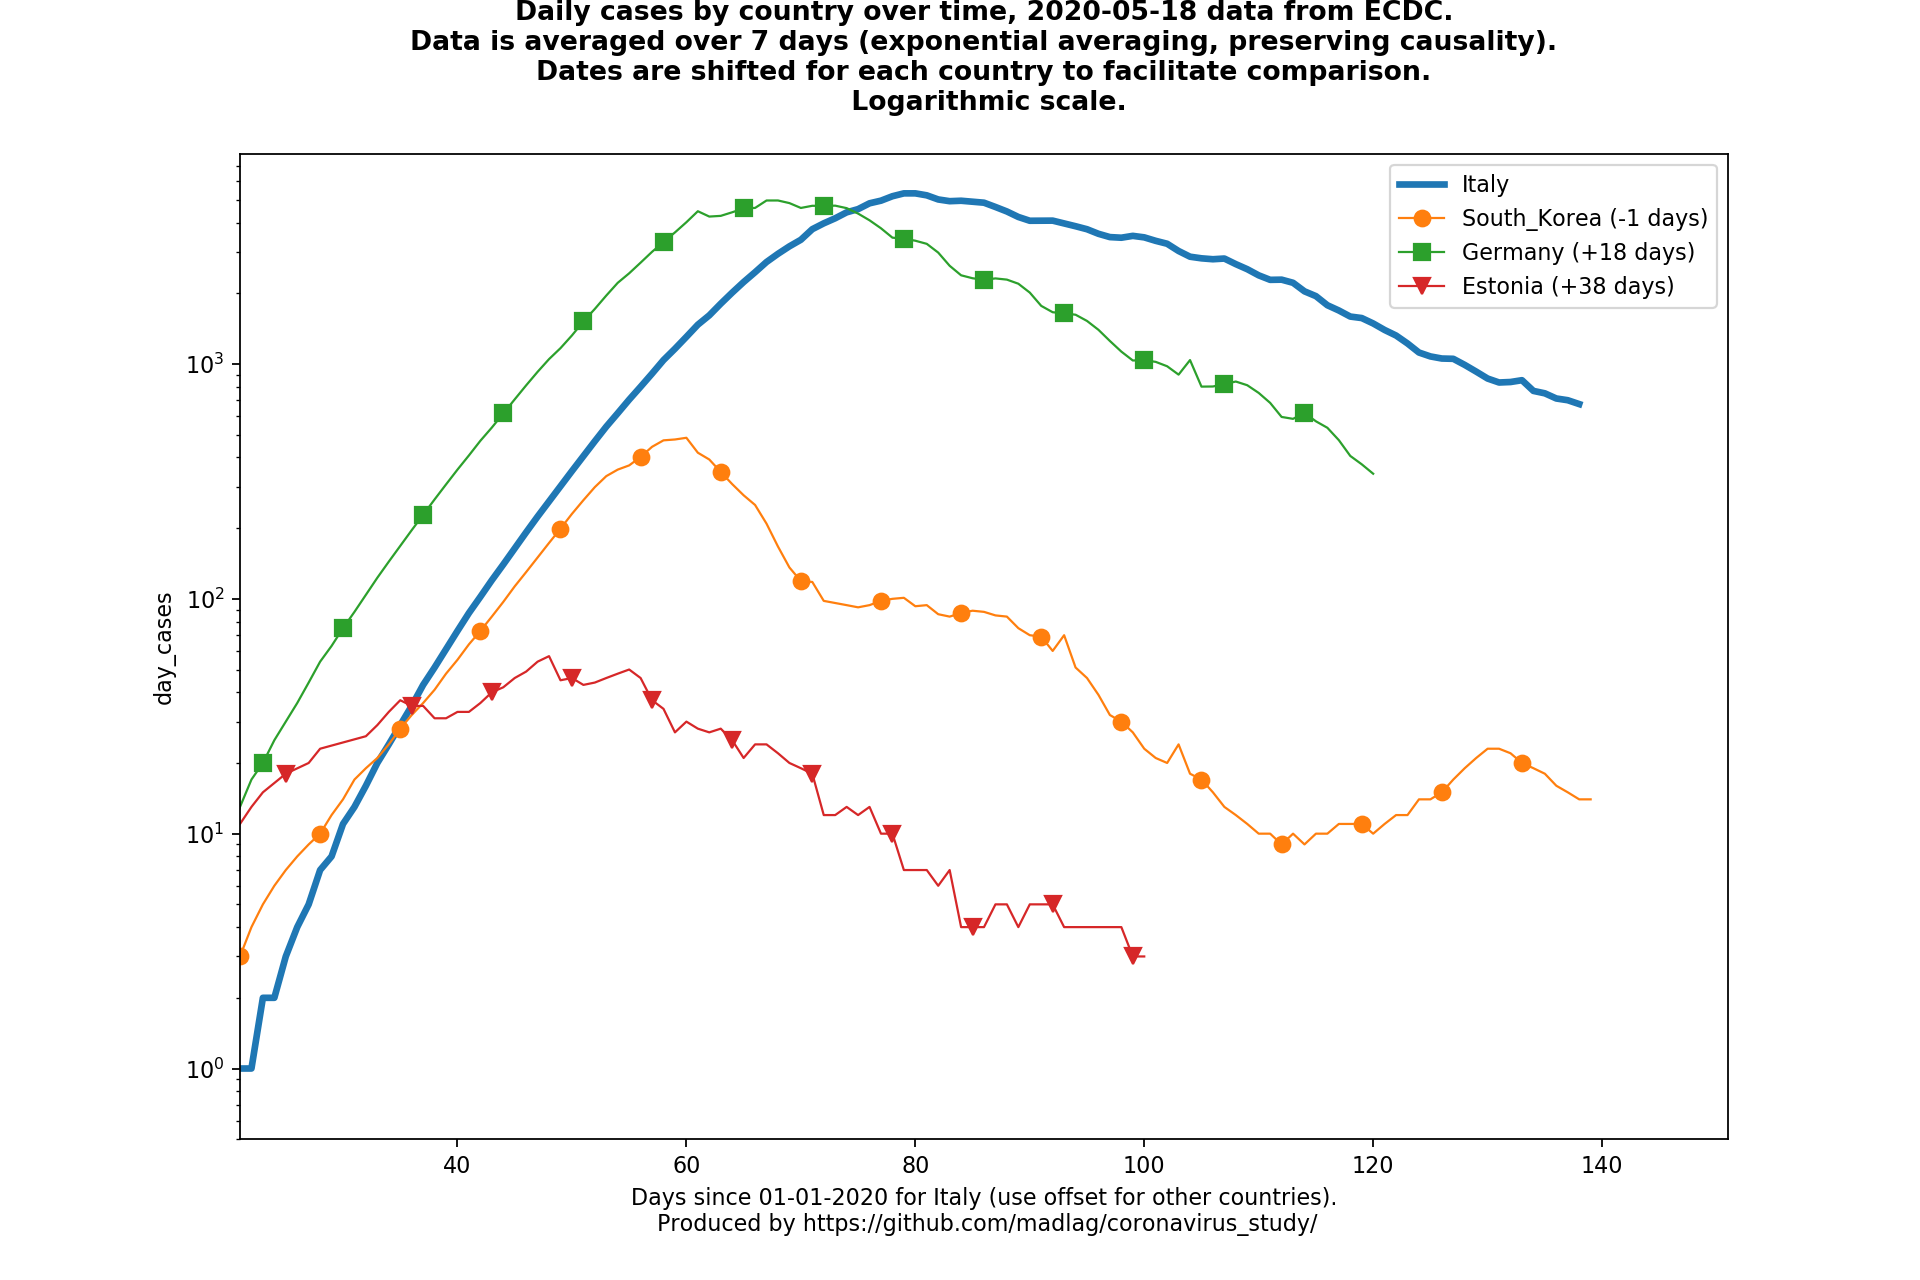 Daily cases by country over time, 2020-05-18 data from ECDC.
Data is averaged over 7 days (exponential averaging, preserving causality).
Dates are shifted for each country to facilitate comparison.
Logarithmic scale.
Italy
South_Korea (-1 days)
Germany (+18 days)
Estonia (+38 days)
10³
10²
10¹
10⁰
day_cases
40 60 80 100 120 140
Days since 01-01-2020 for Italy (use offset for other countries).
Produced by https://github.com/madlag/coronavirus_study/